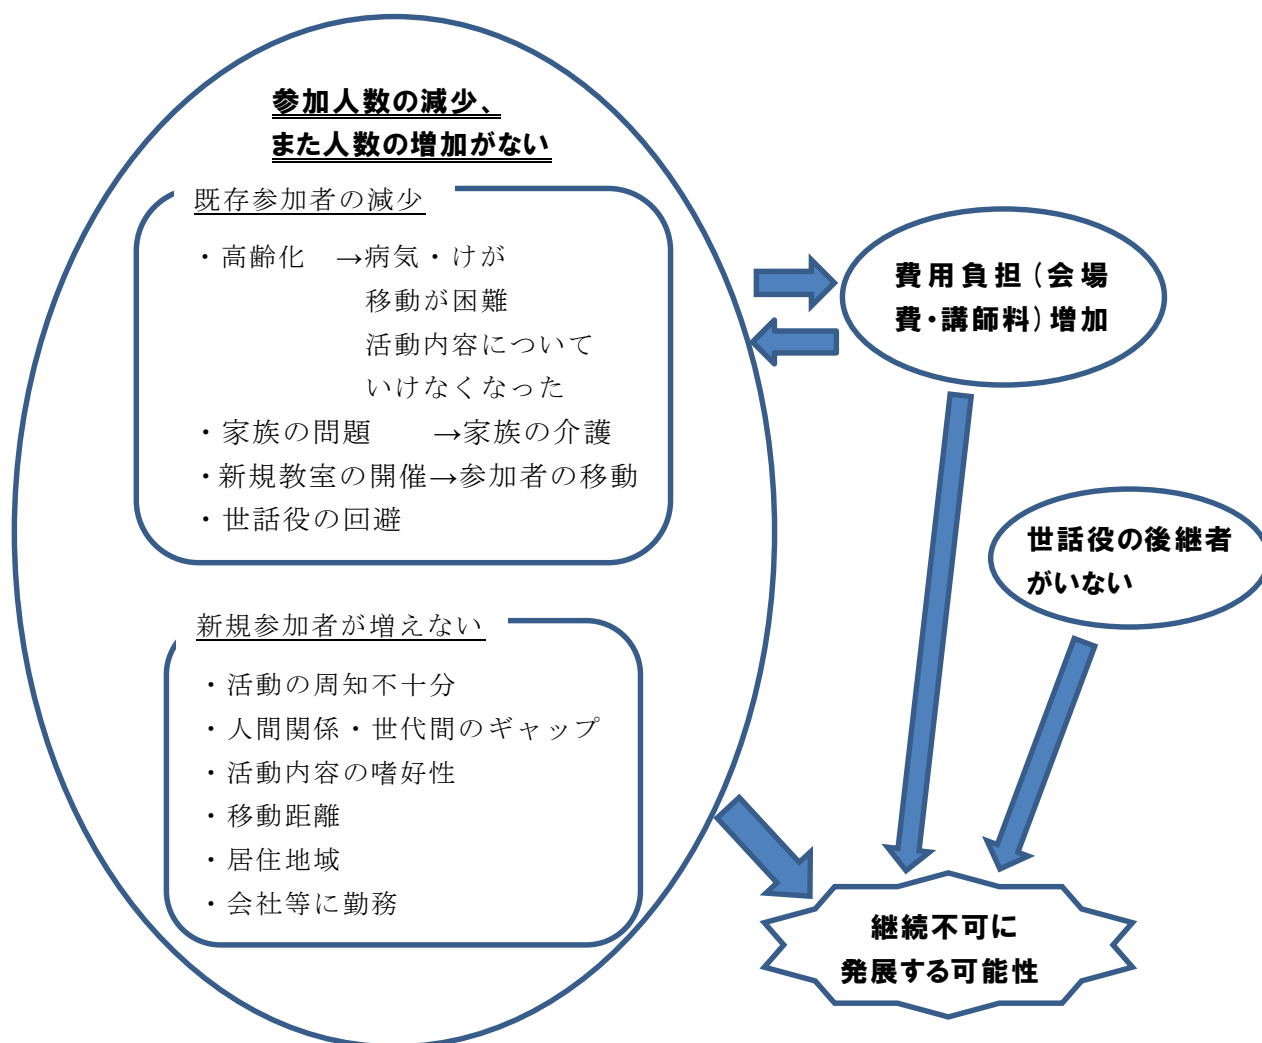 参加人数の減少、
また人数の増加がない
既存参加者の減少
・高齢化　→病気・けが
移動が困難
活動内容について
いけなくなった
・家族の問題　　→家族の介護
・新規教室の開催→参加者の移動
・世話役の回避
新規参加者が増えない
・活動の周知不十分
・人間関係・世代間のギャップ
・活動内容の嗜好性
・移動距離
・居住地域
・会社等に勤務
費用負担（会場
費・講師料）増加
世話役の後継者
がいない
継続不可に
発展する可能性